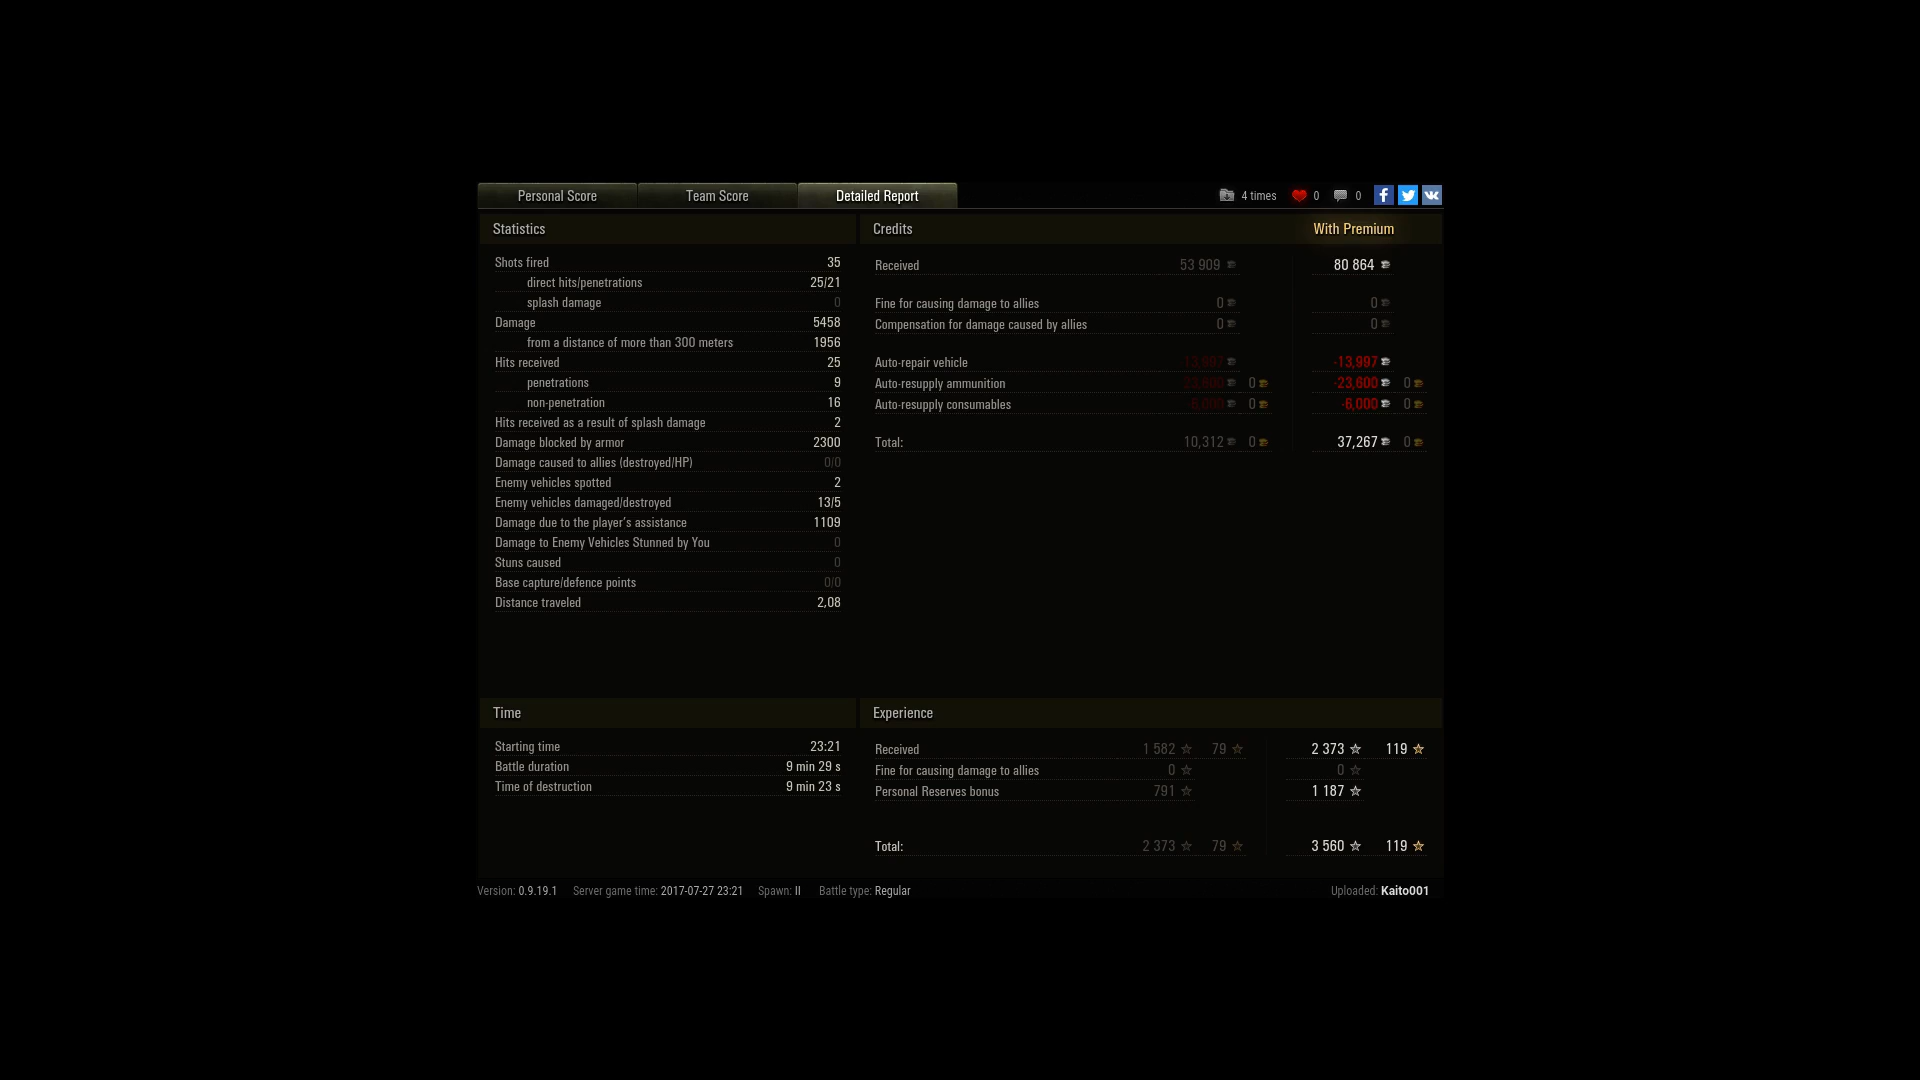 Personal Score Team Score Detailed Report 4 times 0 0
Statistics
Shots fired 35
direct hits/penetrations 25/21
splash damage 0
Damage 5458
from a distance of more than 300 meters 1956
Hits received 25
penetrations 9
non-penetration 16
Hits received as a result of splash damage 2
Damage blocked by armor 2300
Damage caused to allies (destroyed/HP) 0/0
Enemy vehicles spotted 2
Enemy vehicles damaged/destroyed 13/5
Damage due to the player's assistance 1109
Damage to Enemy Vehicles Stunned by You 0
Stuns caused 0
Base capture/defence points 0/0
Distance traveled 2,08
Credits With Premium
Received 53 909 80 864
Fine for causing damage to allies 0 0
Compensation for damage caused by allies 0 0
Auto-repair vehicle 13,997 -13,997
Auto-resupply ammunition 23,600 0 -23,600 0
Auto-resupply consumables 6,000 0 -6,000 0
Total: 10,312 0 37,267 0
Time
Starting time 23:21
Battle duration 9 min 29 s
Time of destruction 9 min 23 s
Experience
Received 1 582 79 2 373 119
Fine for causing damage to allies 0 0
Personal Reserves bonus 791 1 187
Total: 2 373 79 3 560 119
Version: 0.9.19.1 Server game time: 2017-07-27 23:21 Spawn: II Battle type: Regular Uploaded: Kaito001